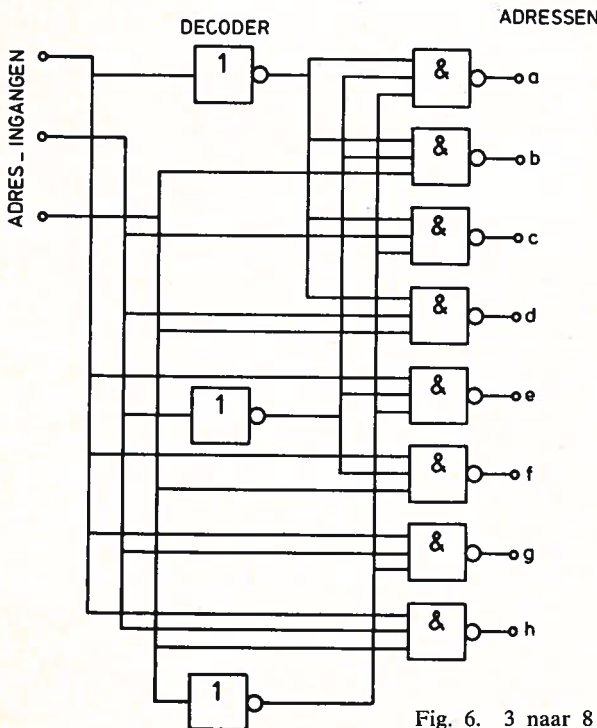 ADRESSEN
DECODER
ADRES_INGANGEN
1
&
a
&
b
&
c
&
d
&
e
1
&
f
&
g
&
h
1
Fig. 6. 3 naar 8